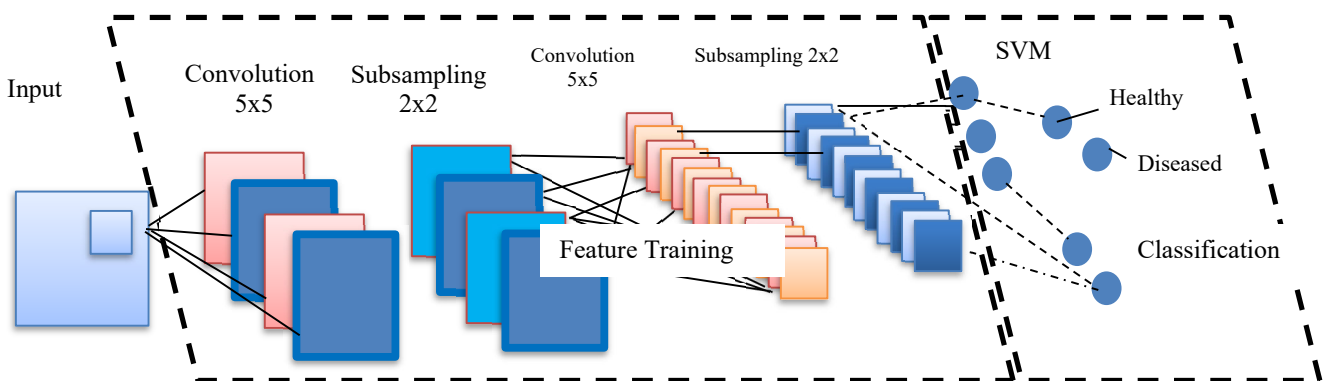 Input
Convolution
5x5
Subsampling
2x2
Convolution
5x5
Subsampling 2x2
SVM
Healthy
Diseased
Feature Training
Classification